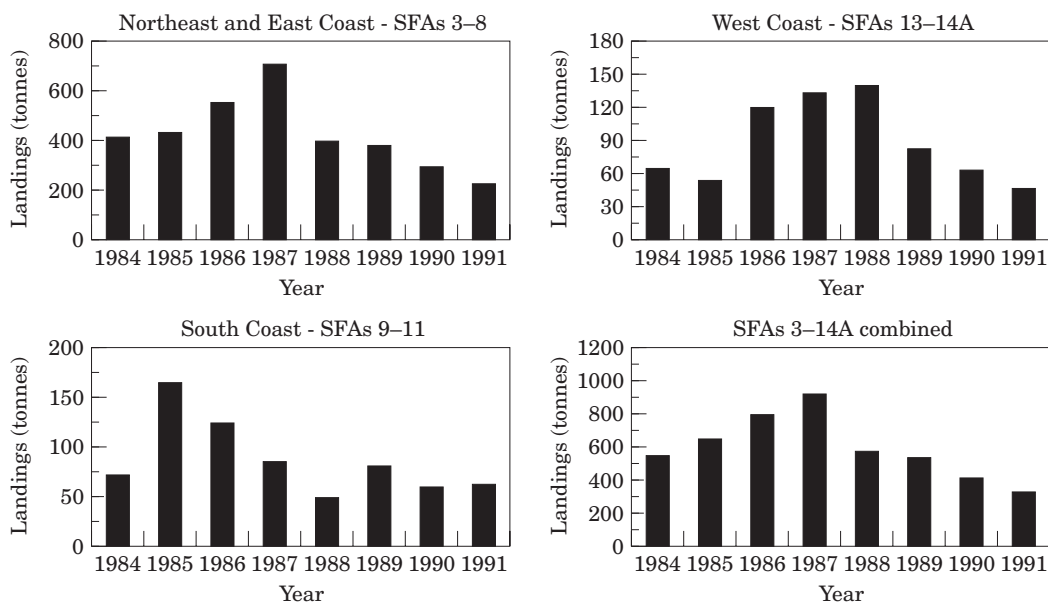 Northeast and East Coast - SFAs 3–8
Landings (tonnes)
800
600
400
200
0
1984 1985 1986 1987 1988 1989 1990 1991
Year
West Coast - SFAs 13–14A
Landings (tonnes)
180
150
120
90
60
30
0
1984 1985 1986 1987 1988 1989 1990 1991
Year
South Coast - SFAs 9–11
Landings (tonnes)
200
150
100
50
0
1984 1985 1986 1987 1988 1989 1990 1991
Year
SFAs 3–14A combined
Landings (tonnes)
1200
1000
800
600
400
200
0
1984 1985 1986 1987 1988 1989 1990 1991
Year